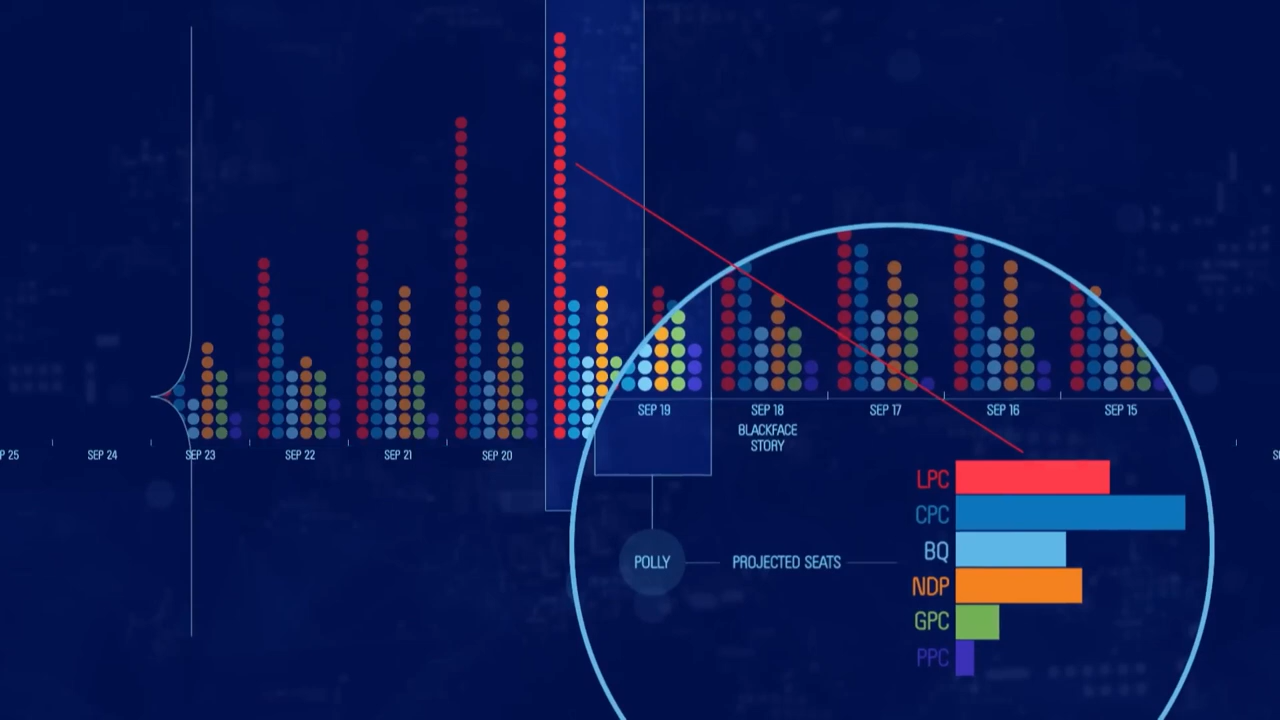 P 25
SEP 24
SEP 23
SEP 22
SEP 21
SEP 20
SEP 19
SEP 18
SEP 17
SEP 16
SEP 15
BLACKFACE
STORY
LPC
CPC
BQ
NDP
GPC
PPC
POLLY
PROJECTED SEATS